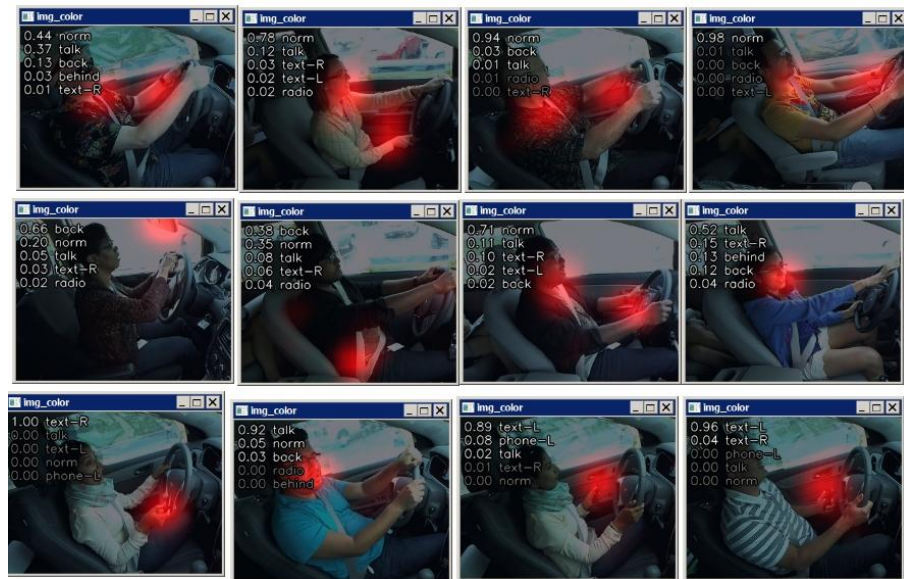 img_color
0.44 norm
0.37 talk
0.13 back
0.03 behind
0.01 text-R
img_color
0.78 norm
0.12 talk
0.03 text-R
0.02 text-L
0.02 radio
img_color
0.94 norm
0.03 back
0.01 talk
0.01 radio
0.00 text-R
img_color
0.98 norm
0.01 talk
0.00 back
0.00 radio
0.00 text-L
img_color
0.66 back
0.20 norm
0.05 talk
0.03 text-R
0.02 radio
img_color
0.38 back
0.35 norm
0.08 talk
0.06 text-R
0.04 radio
img_color
0.71 norm
0.11 talk
0.10 text-R
0.02 text-L
0.02 back
img_color
0.52 talk
0.15 text-R
0.13 behind
0.12 back
0.04 radio
img_color
1.00 text-R
0.00 talk
0.00 text-L
0.00 norm
0.00 phone-L
img_color
0.92 talk
0.05 norm
0.03 back
0.00 radio
0.00 behind
img_color
0.89 text-L
0.08 phone-L
0.02 talk
0.01 text-R
0.00 norm
img_color
0.96 text-L
0.04 text-R
0.00 phone-L
0.00 talk
0.00 norm